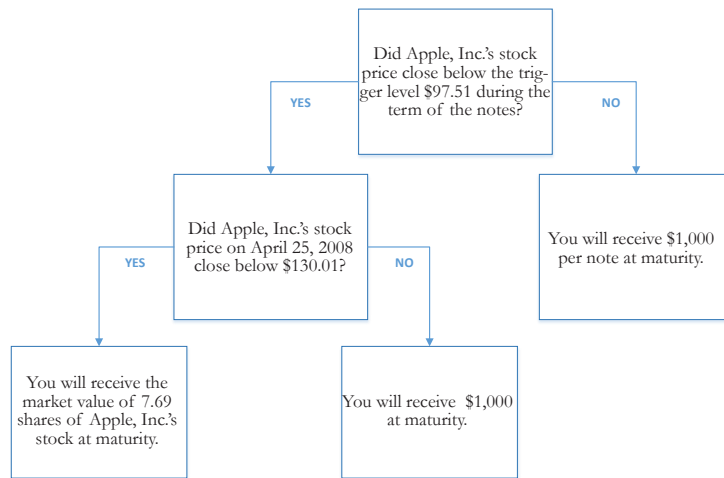 Did Apple, Inc.'s stock
price close below the trig-
ger level $97.51 during the
term of the notes?
YES
NO
Did Apple, Inc.'s stock
price on April 25, 2008
close below $130.01?
You will receive $1,000
per note at maturity.
YES
NO
You will receive the
market value of 7.69
shares of Apple, Inc.'s
stock at maturity.
You will receive $1,000
at maturity.